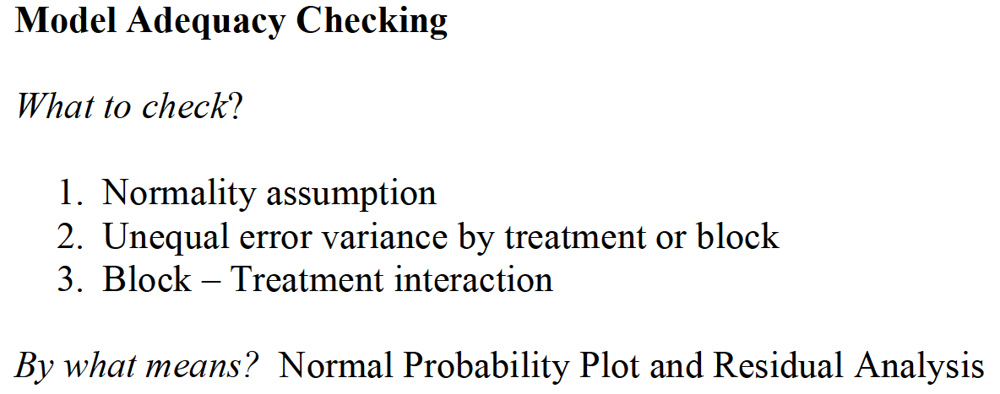 Model Adequacy Checking
What to check?
1. Normality assumption
2. Unequal error variance by treatment or block
3. Block – Treatment interaction
By what means? Normal Probability Plot and Residual Analysis